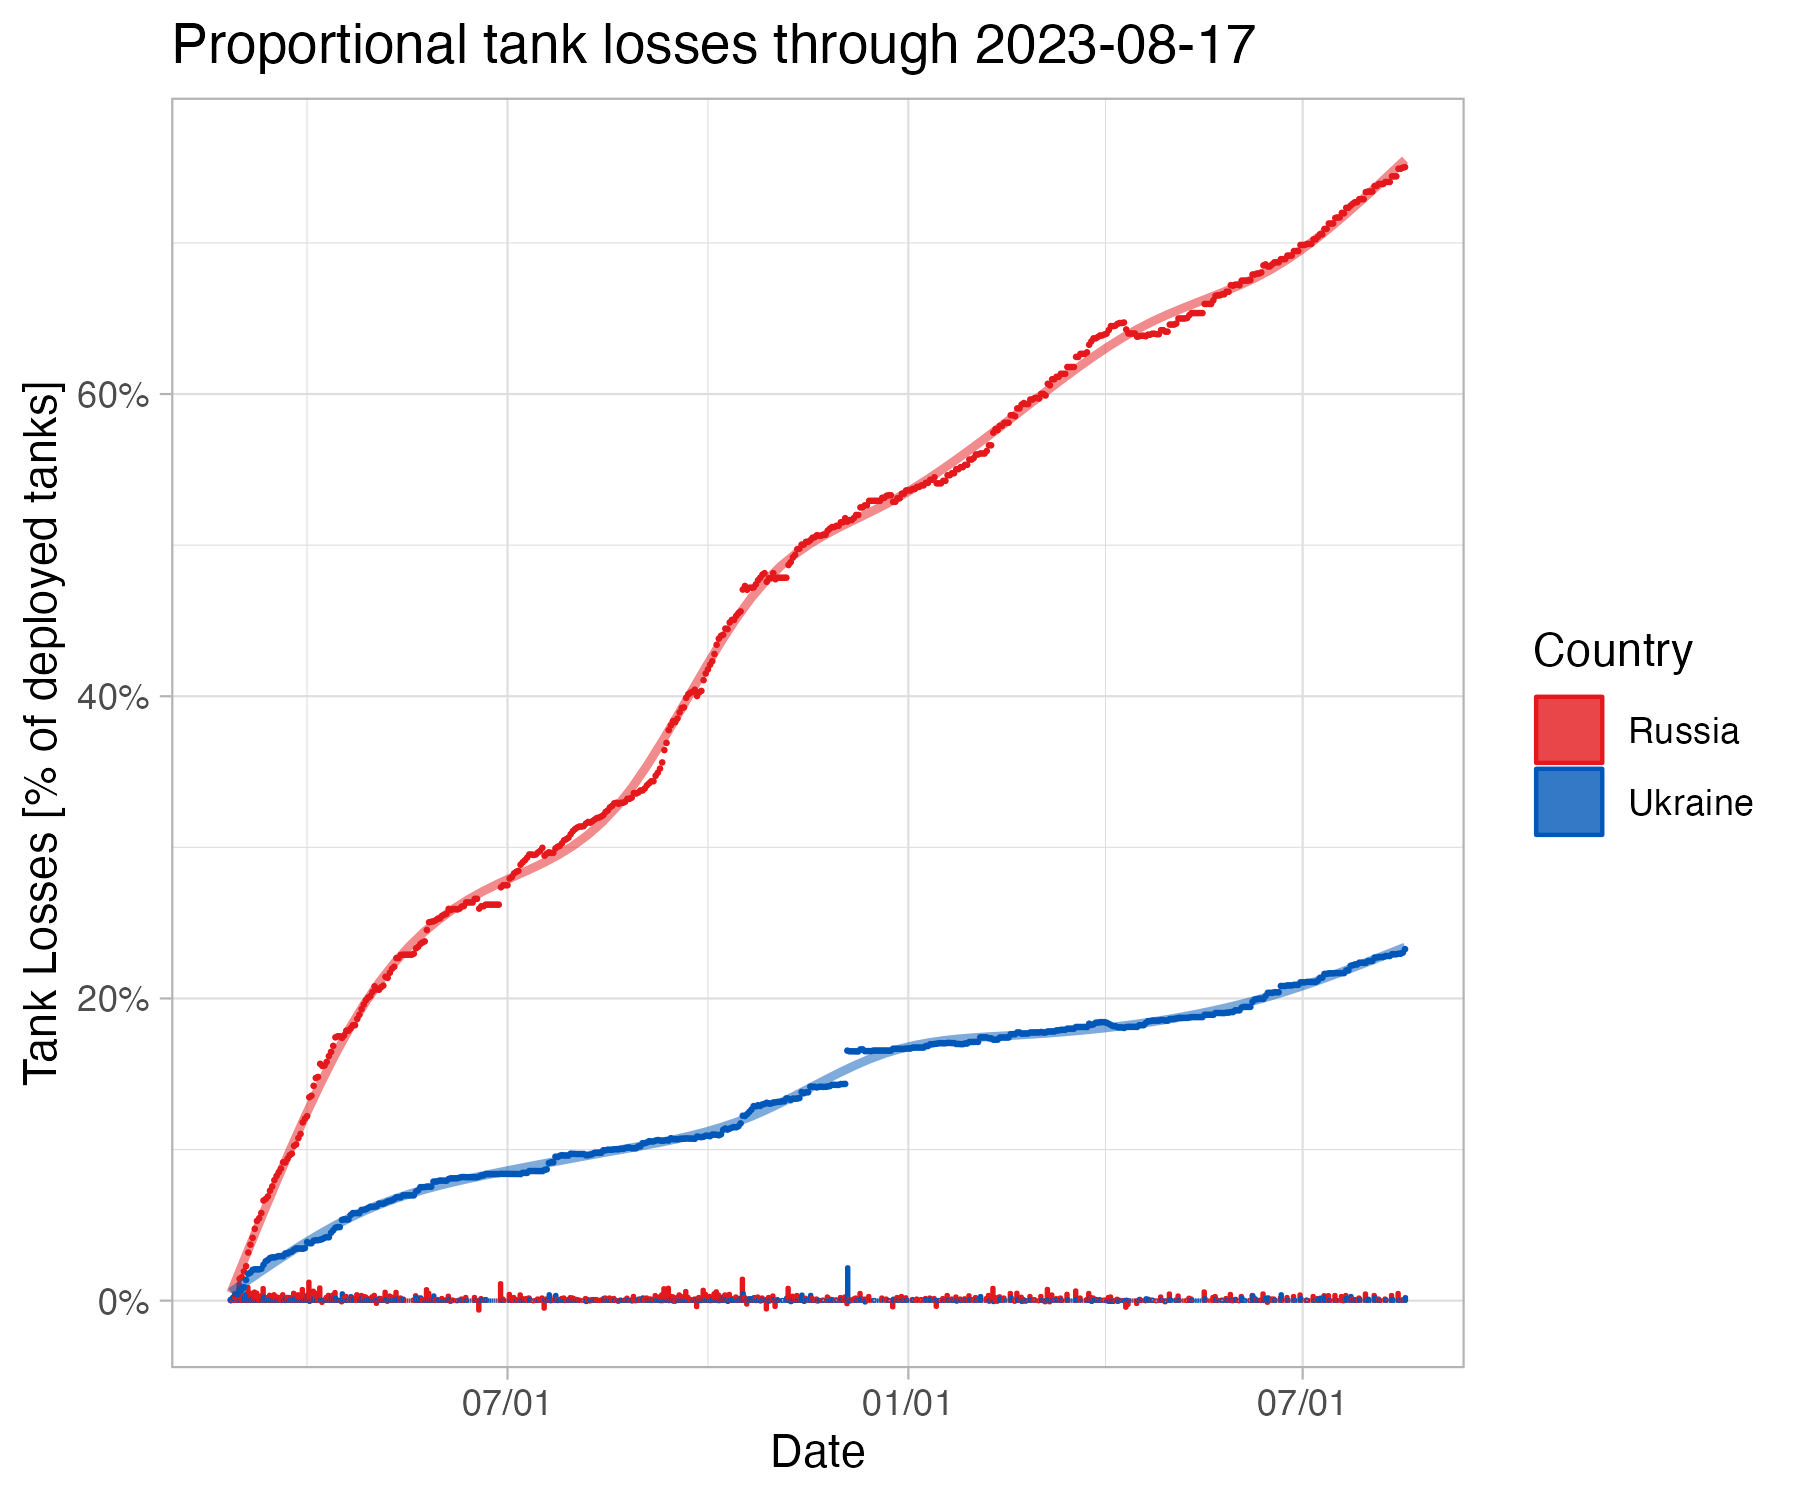 Proportional tank losses through 2023-08-17
Tank Losses [% of deployed tanks]
60%
40%
20%
0%
07/01
01/01
07/01
Date
Country
Russia
Ukraine